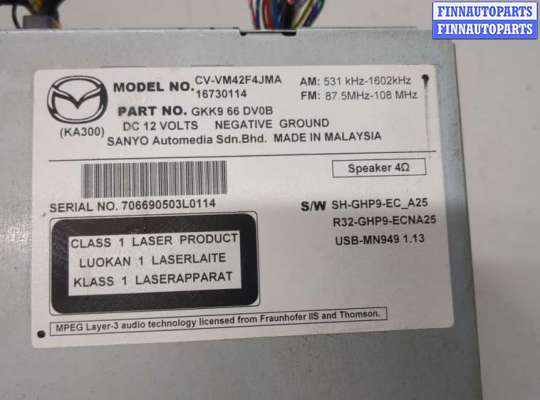 FINNAUTOPARTS
FINNAUTOPARTS
MODEL NO. CV-VM42F4JMA
16730114
AM: 531 kHz-1602kHz
FM: 87.5MHz-108 MHz
PART NO. GKK9 66 DV0B
(KA300)
DC 12 VOLTS NEGATIVE GROUND
SANYO Automedia Sdn.Bhd. MADE IN MALAYSIA
Speaker 4Ω
SERIAL NO. 706690503L0114
S/W SH-GHP9-EC_A25
R32-GHP9-ECNA25
USB-MN949 1.13
CLASS 1 LASER PRODUCT
LUOKAN 1 LASERLAITE
KLASS 1 LASERAPPARAT
MPEG Layer-3 audio technology licensed from Fraunhofer IIS and Thomson.